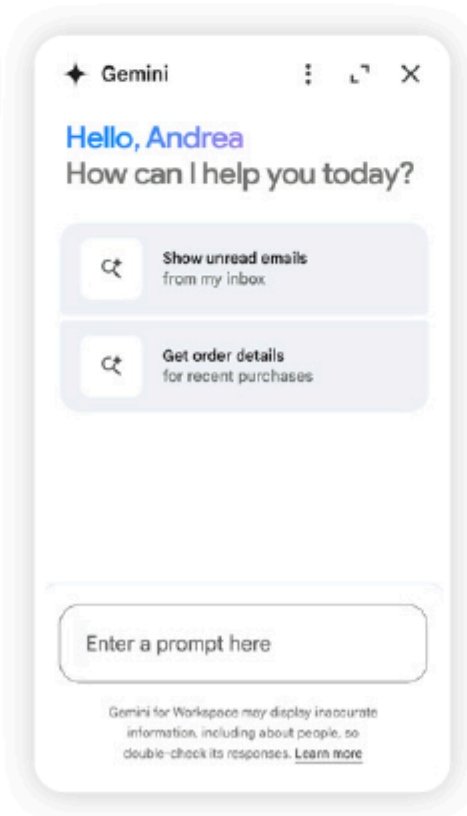 Gemini
Hello, Andrea
How can I help you today?
Show unread emails
from my inbox
Get order details
for recent purchases
Enter a prompt here
Gemini for Workspace may display inaccurate
information, including about people, so
double-check its responses. Learn more